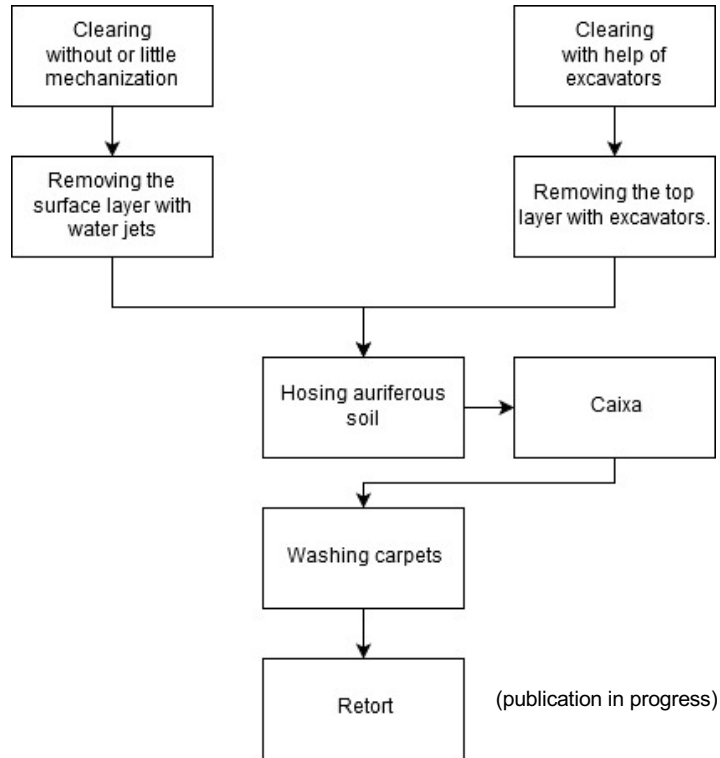 Clearing
without or little
mechanization
Clearing
with help of
excavators
Removing the
surface layer with
water jets
Removing the top
layer with excavators.
Hosing auriferous
soil
Caixa
Washing carpets
Retort
(publication in progress)